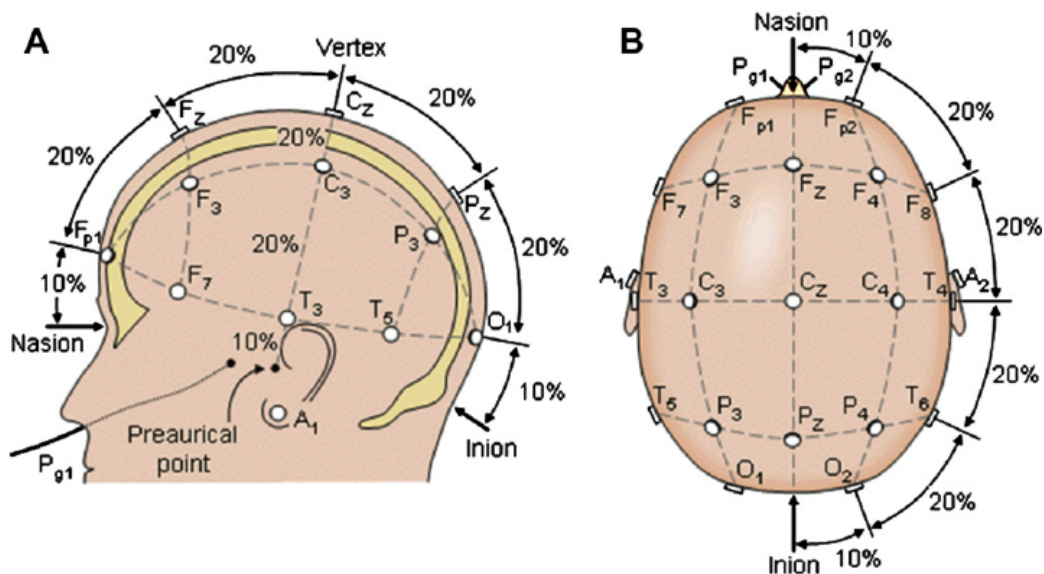 A
Vertex
20%
20%
Fz
Cz
20%
20%
20%
Fp1
F3
C3
Pz
P3
20%
20%
10%
F7
T3
T5
O1
Nasion
10%
10%
A1
Preaurical
point
Inion
Pg1
B
Nasion
10%
Pg1
Pg2
Fp1
Fp2
20%
F7
F3
Fz
F4
F8
20%
A1
T3
C3
Cz
C4
T4
A2
20%
T5
P3
Pz
P4
T6
O1
O2
20%
10%
Inion